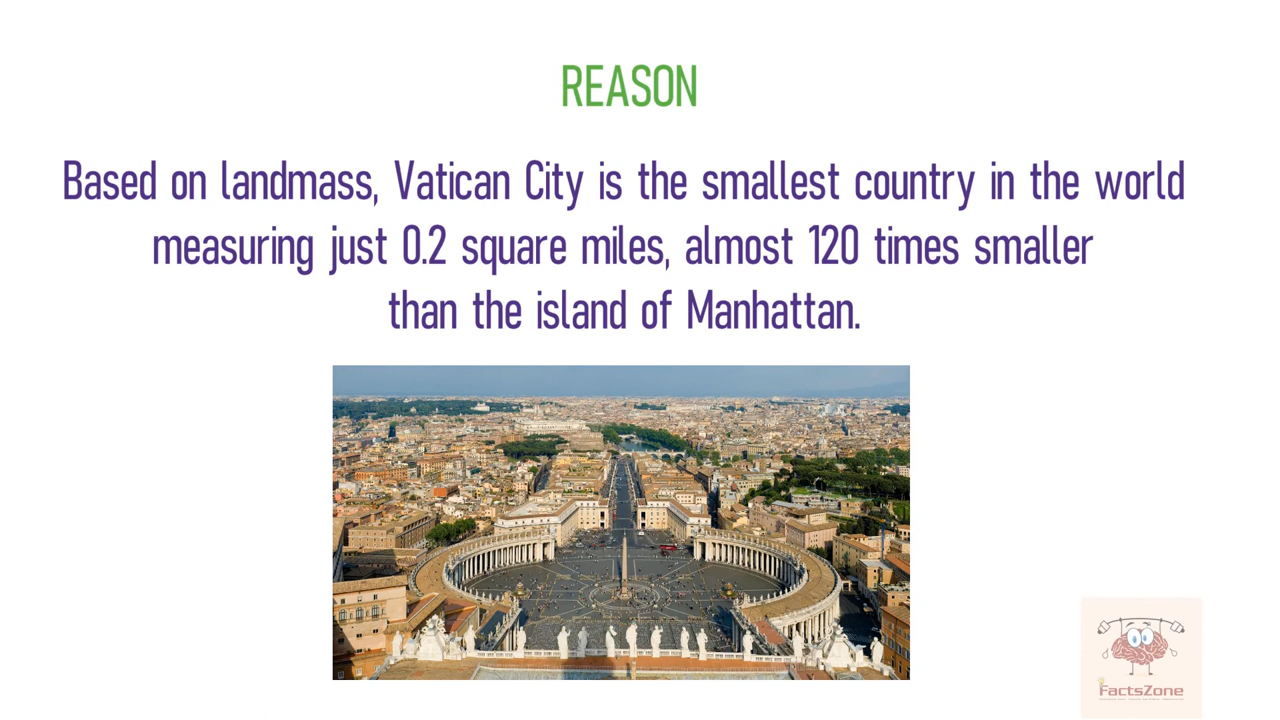 REASON
Based on landmass, Vatican City is the smallest country in the world
measuring just 0.2 square miles, almost 120 times smaller
than the island of Manhattan.
FactsZone